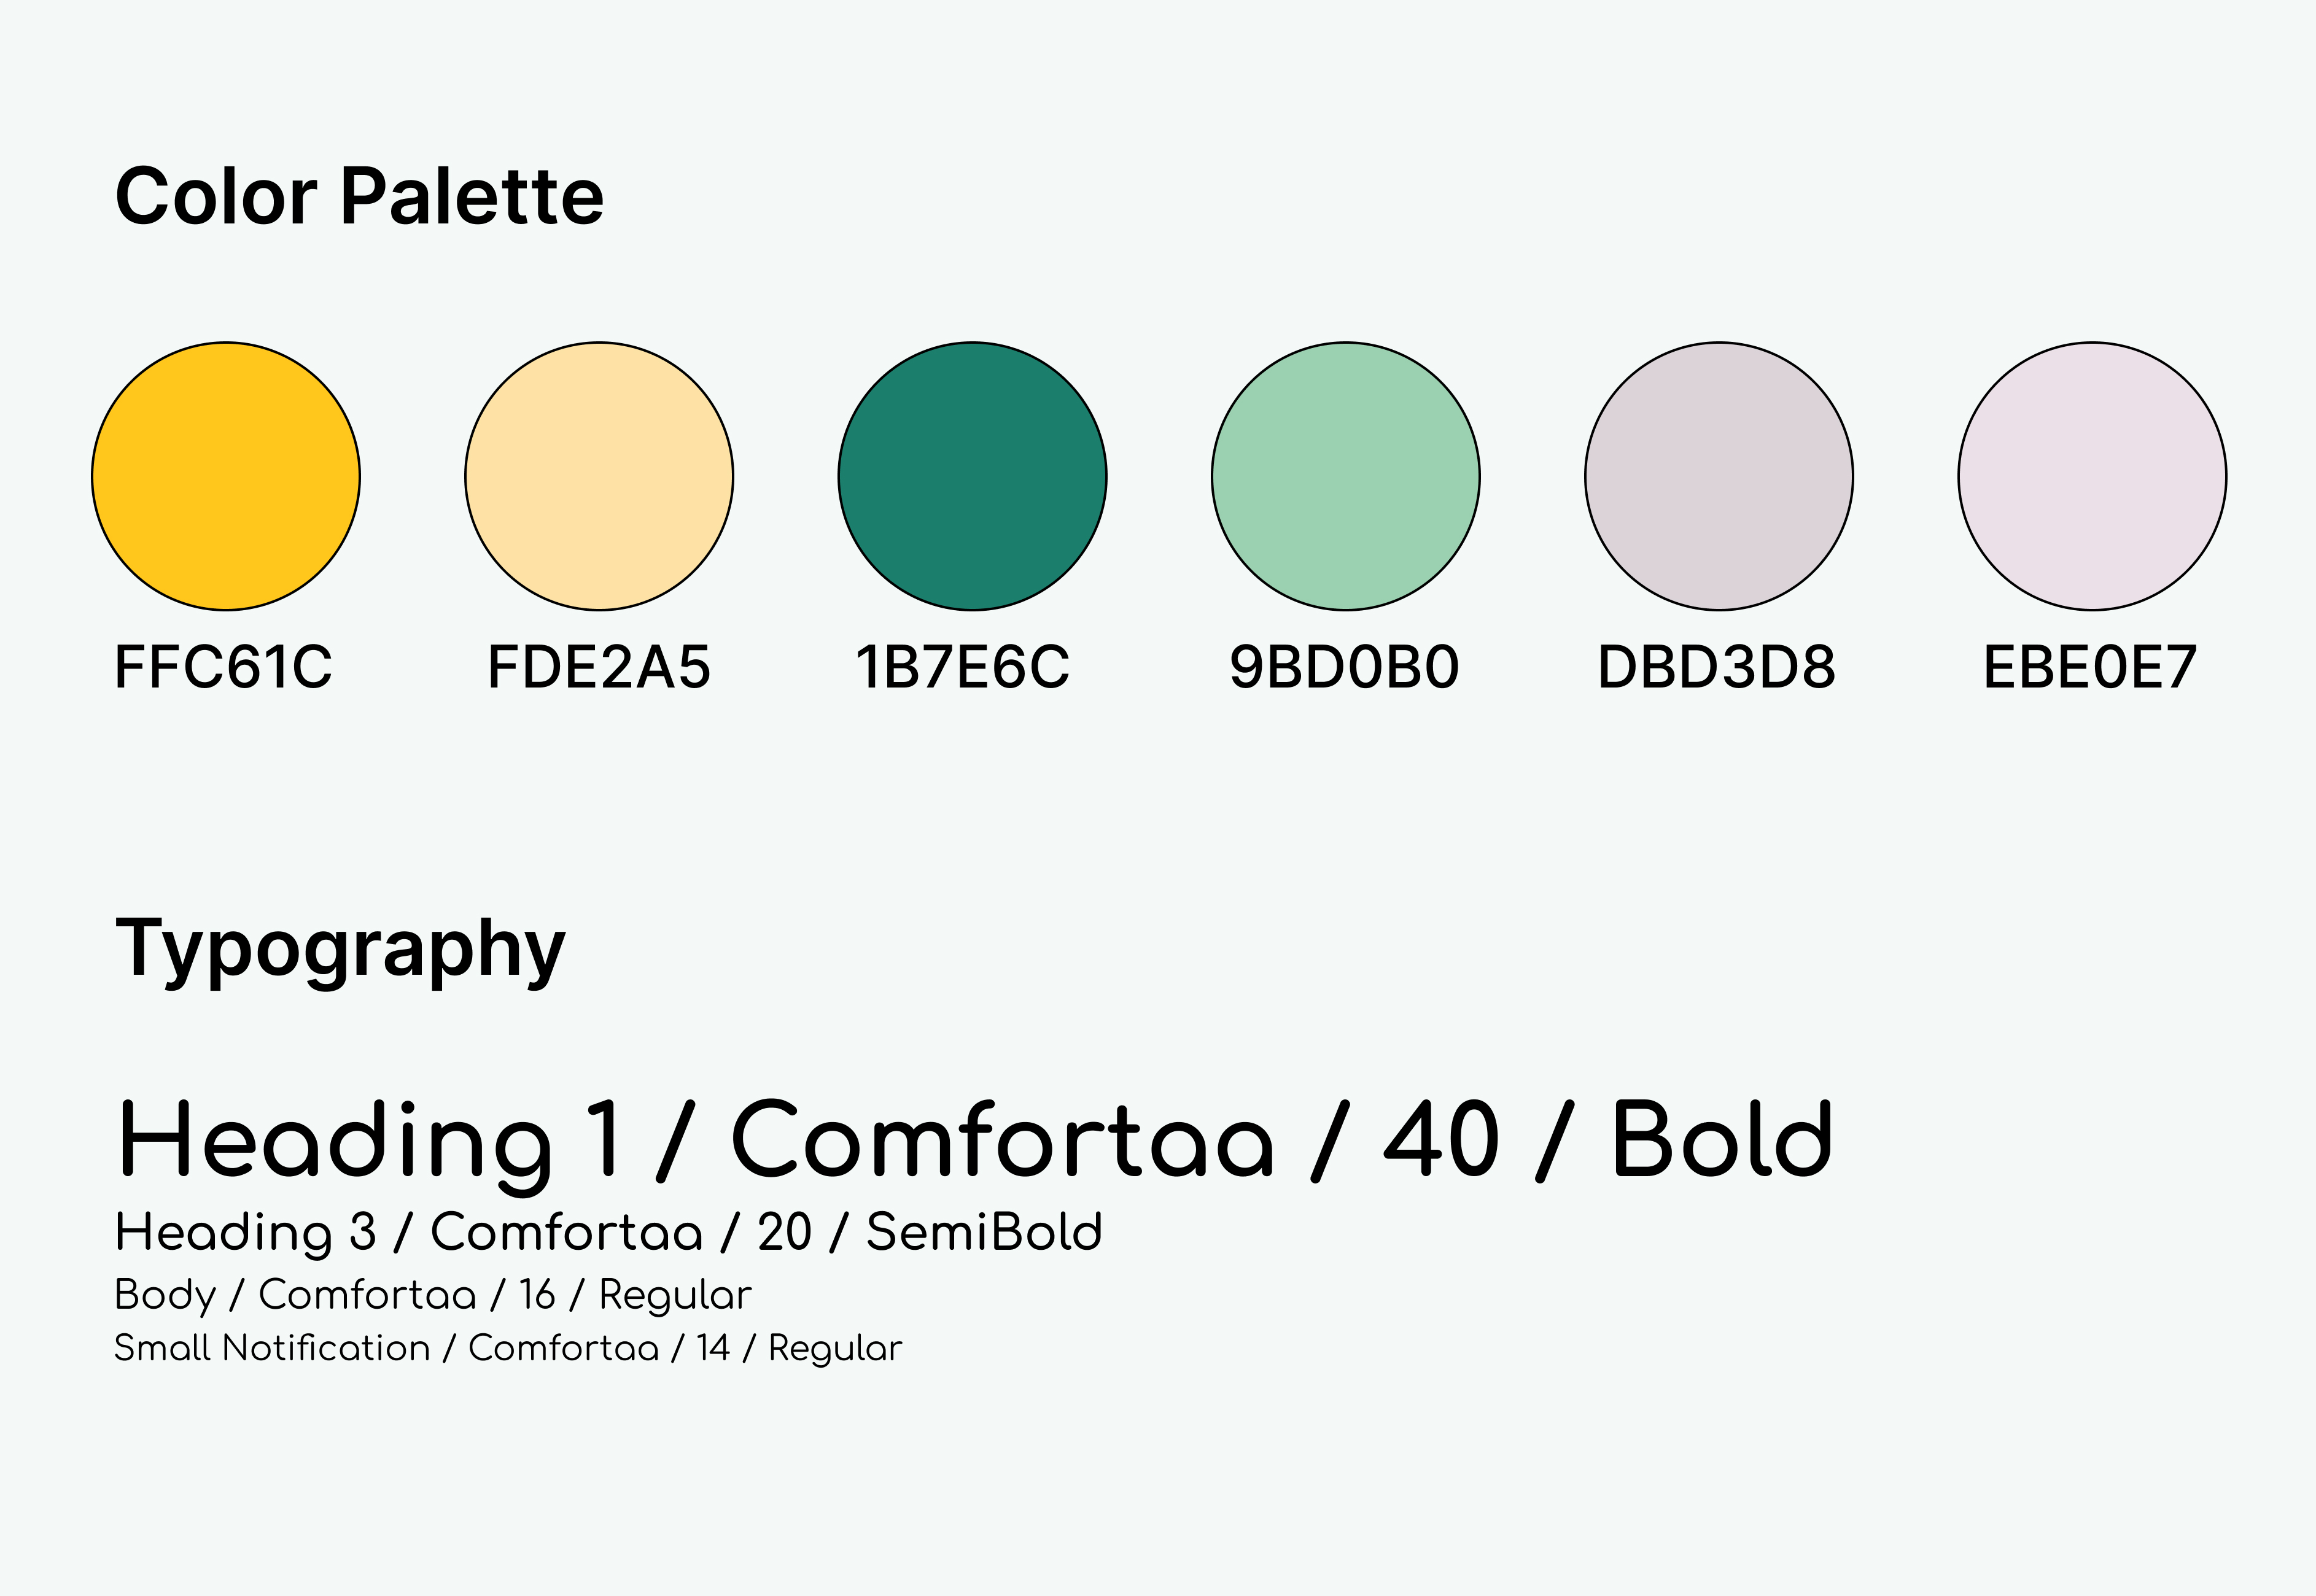 Color Palette
FFC61C FDE2A5 1B7E6C 9BD0B0 DBD3D8 EBE0E7
Typography
Heading 1 / Comfortaa / 40 / Bold
Heading 3 / Comfortaa / 20 / SemiBold
Body / Comfortaa / 16 / Regular
Small Notification / Comfortaa / 14 / Regular